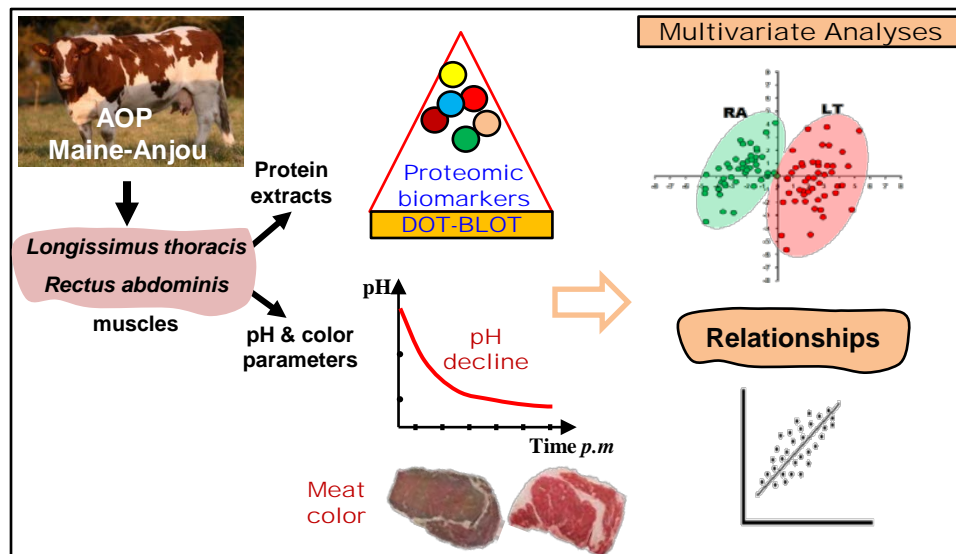 AOP
Maine-Anjou
Protein
extracts
Longissimus thoracis
Rectus abdominis
muscles
pH & color
parameters
Proteomic
biomarkers
DOT-BLOT
pH
pH
decline
Time p.m
Meat
color
Multivariate Analyses
RA
LT
Relationships